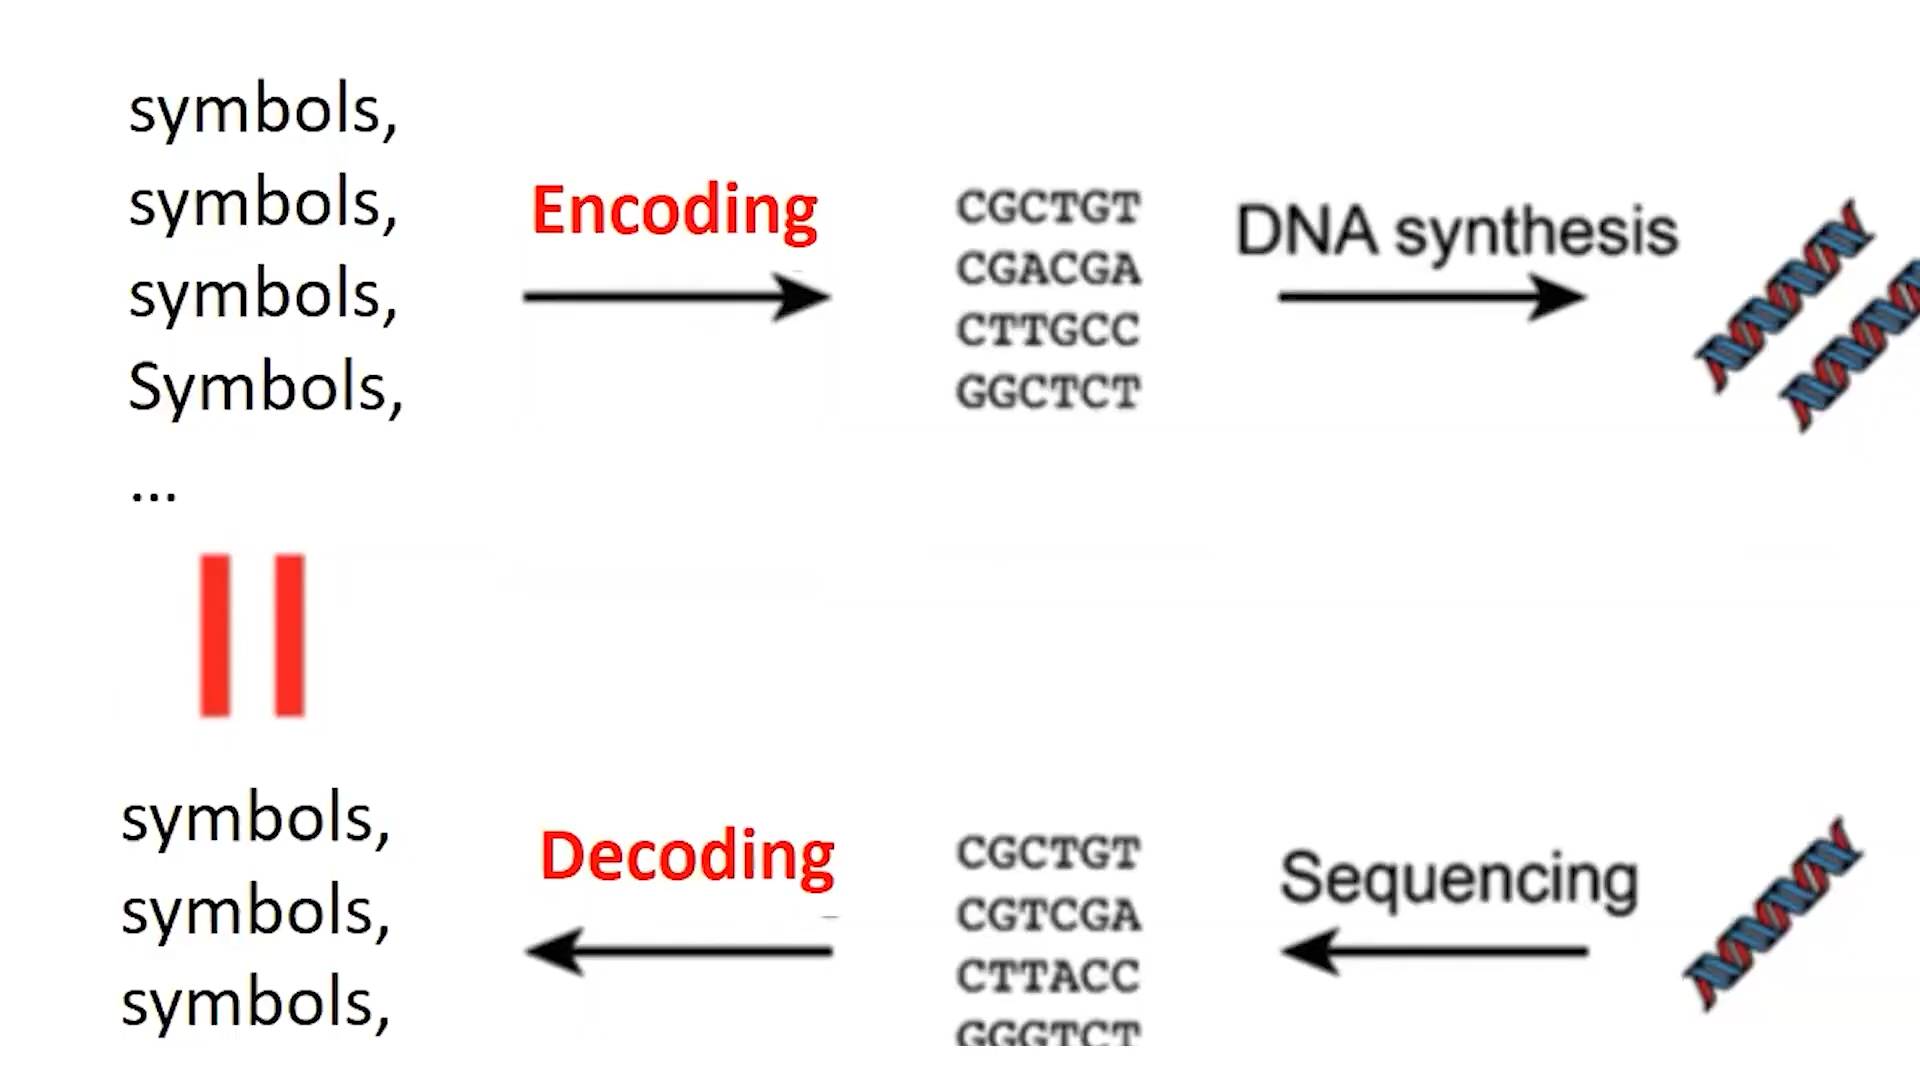 symbols,
symbols,
symbols,
Symbols,
...
Encoding
CGCTGT
CGACGA
CTTGCC
GGCTCT
DNA synthesis
symbols,
symbols,
symbols,
Decoding
CGCTGT
CGTCGA
CTTACC
GGGTCT
Sequencing